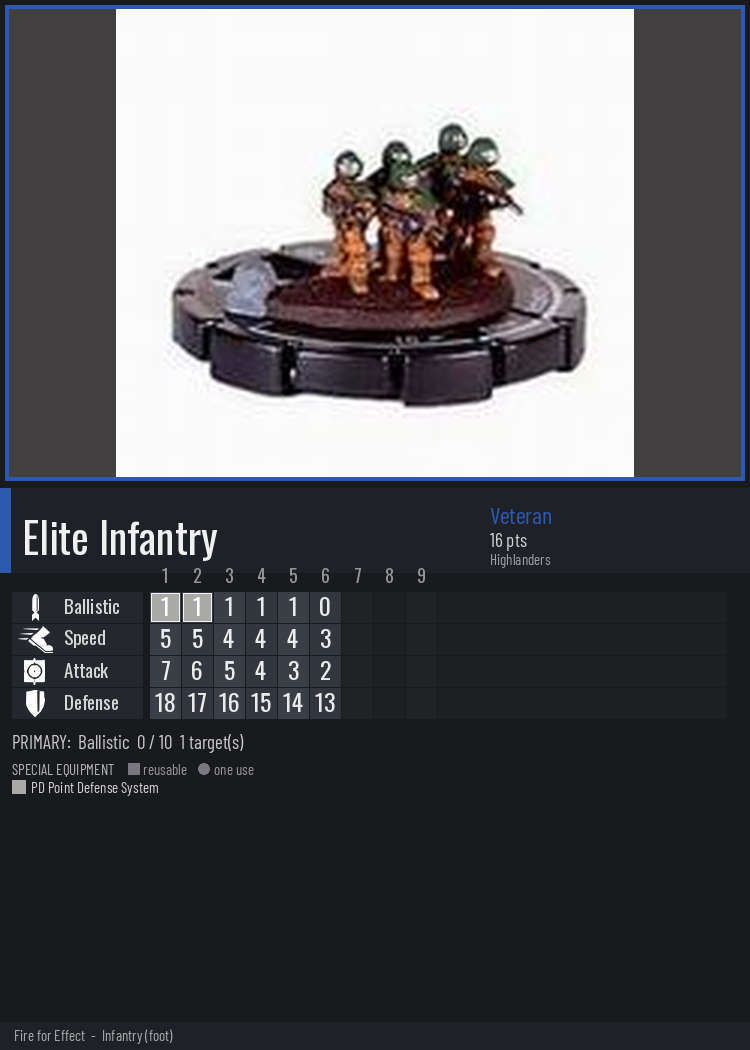 Elite Infantry
Veteran
16 pts
Highlanders
1 2 3 4 5 6 7 8 9
Ballistic 1 1 1 1 1 0
Speed 5 5 4 4 4 3
Attack 7 6 5 4 3 2
Defense 18 17 16 15 14 13
PRIMARY: Ballistic 0 / 10 1 target(s)
SPECIAL EQUIPMENT reusable one use
PD Point Defense System
Fire for Effect - Infantry (foot)